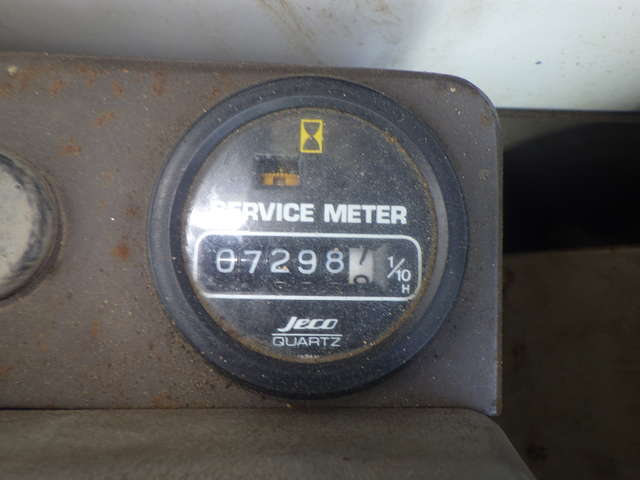 SERVICE METER
07298 1/10
H
Jeco
QUARTZ